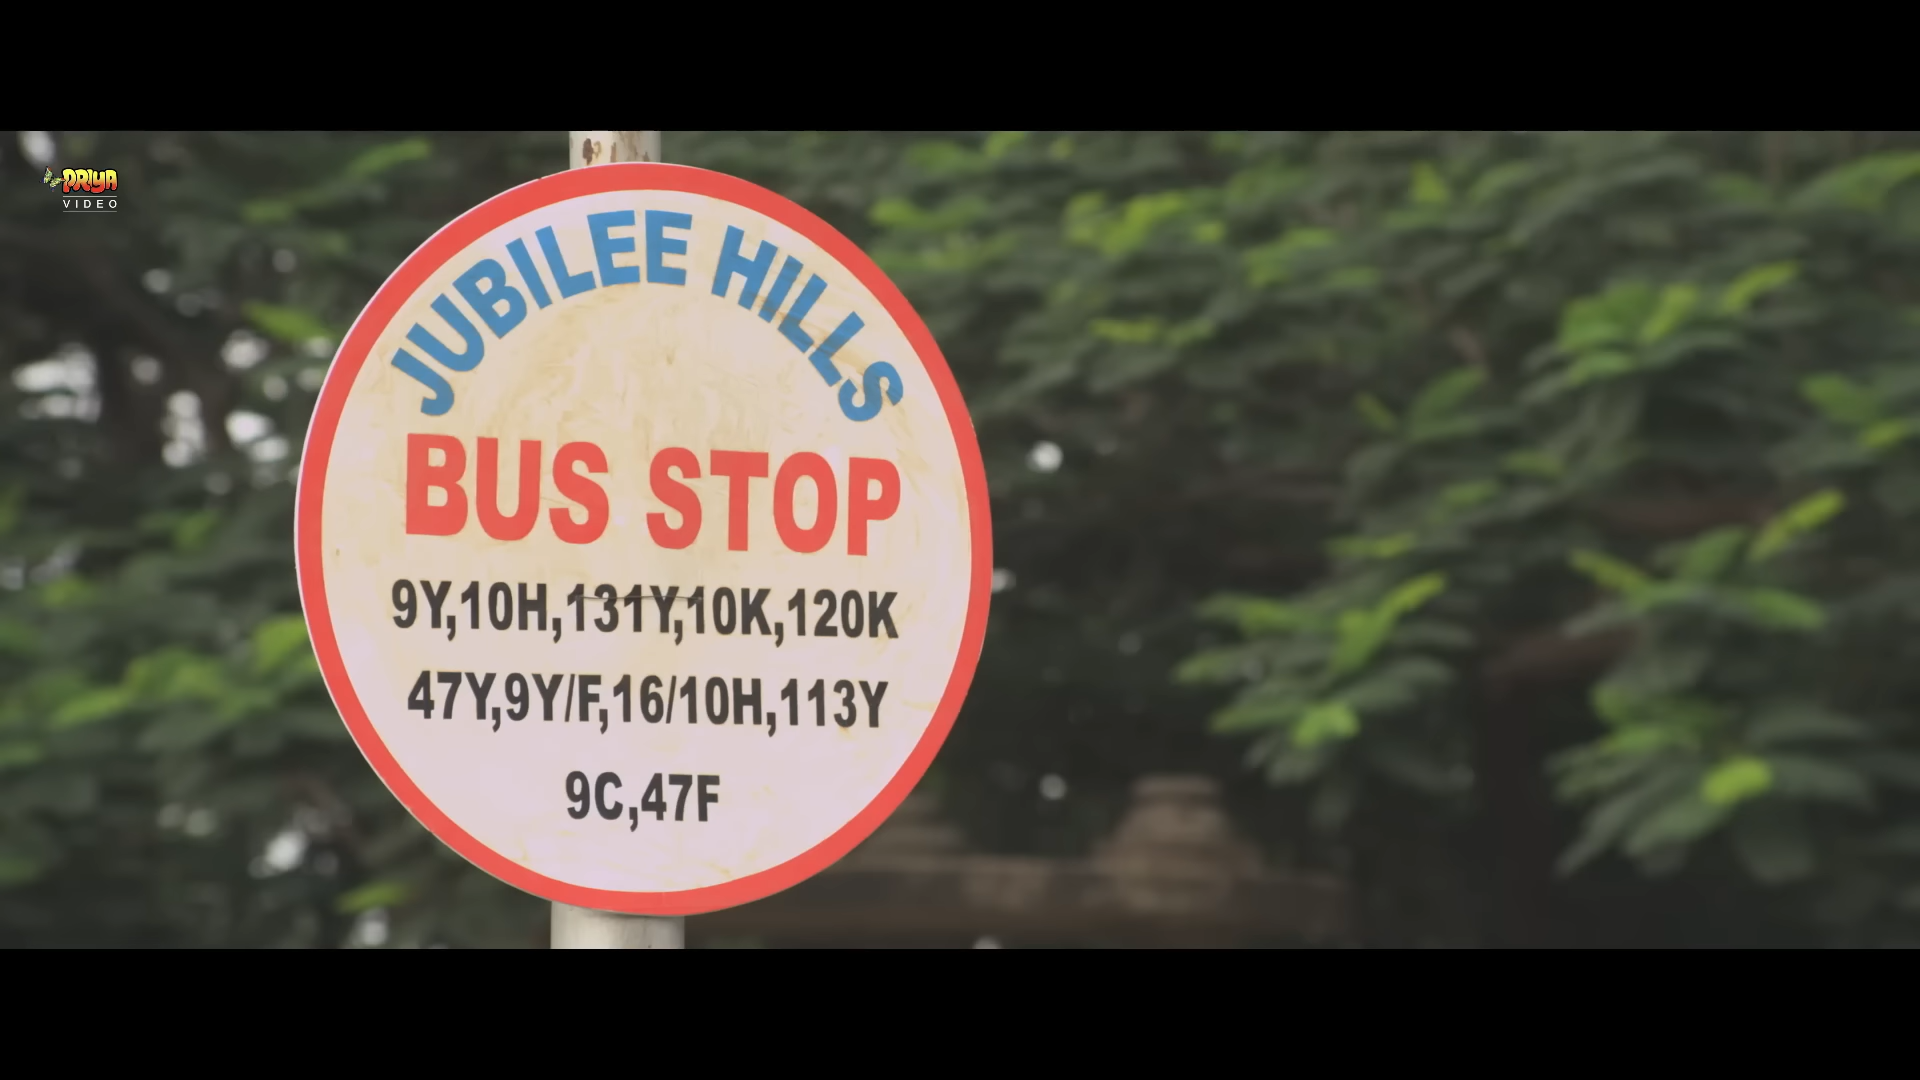 PRIYA
VIDEO
JUBILEE HILLS
BUS STOP
9Y,10H,131Y,10K,120K
47Y,9Y/F,16/10H,113Y
9C,47F